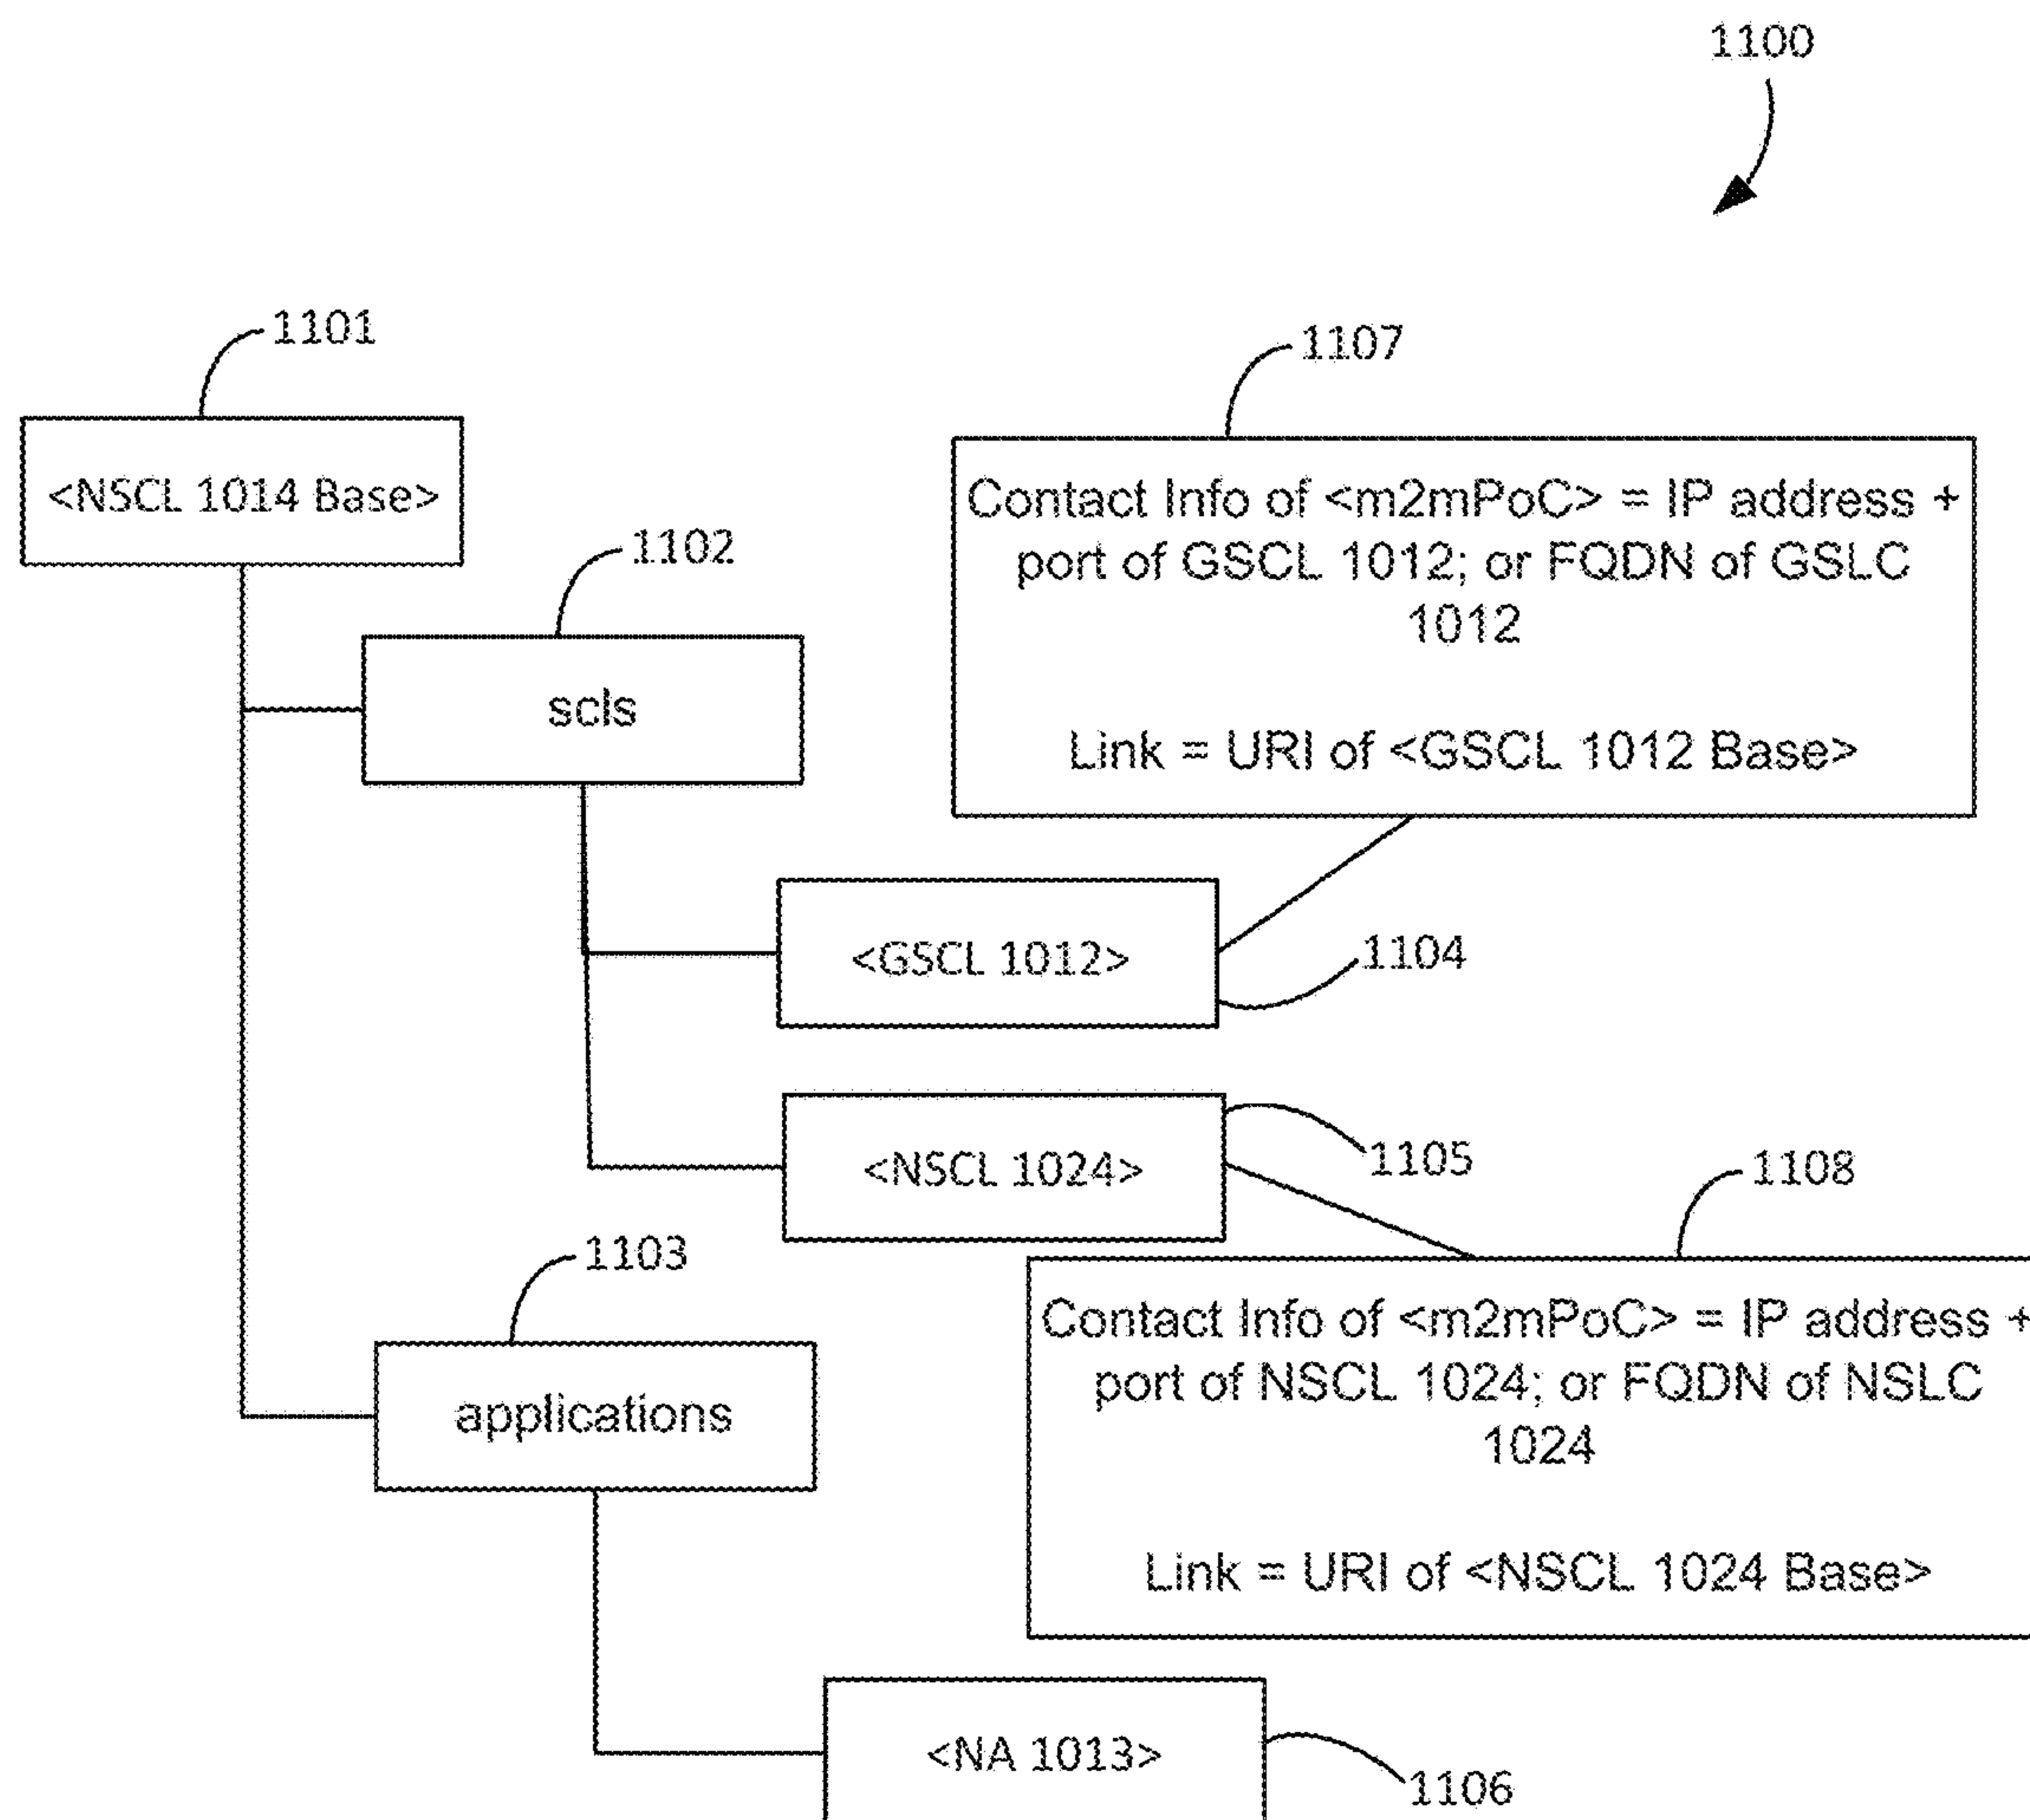 1100
1101
1107
<NSCL 1014 Base>
1102
Contact Info of <m2mPoC> = IP address +
port of GSCL 1012; or FQDN of GSLC
1012
scls
Link = URI of <GSCL 1012 Base>
<GSCL 1012>
1104
<NSCL 1024>
1105
1108
1103
Contact Info of <m2mPoC> = IP address +
port of NSCL 1024; or FQDN of NSLC
1024
applications
Link = URI of <NSCL 1024 Base>
<NA 1013>
1106